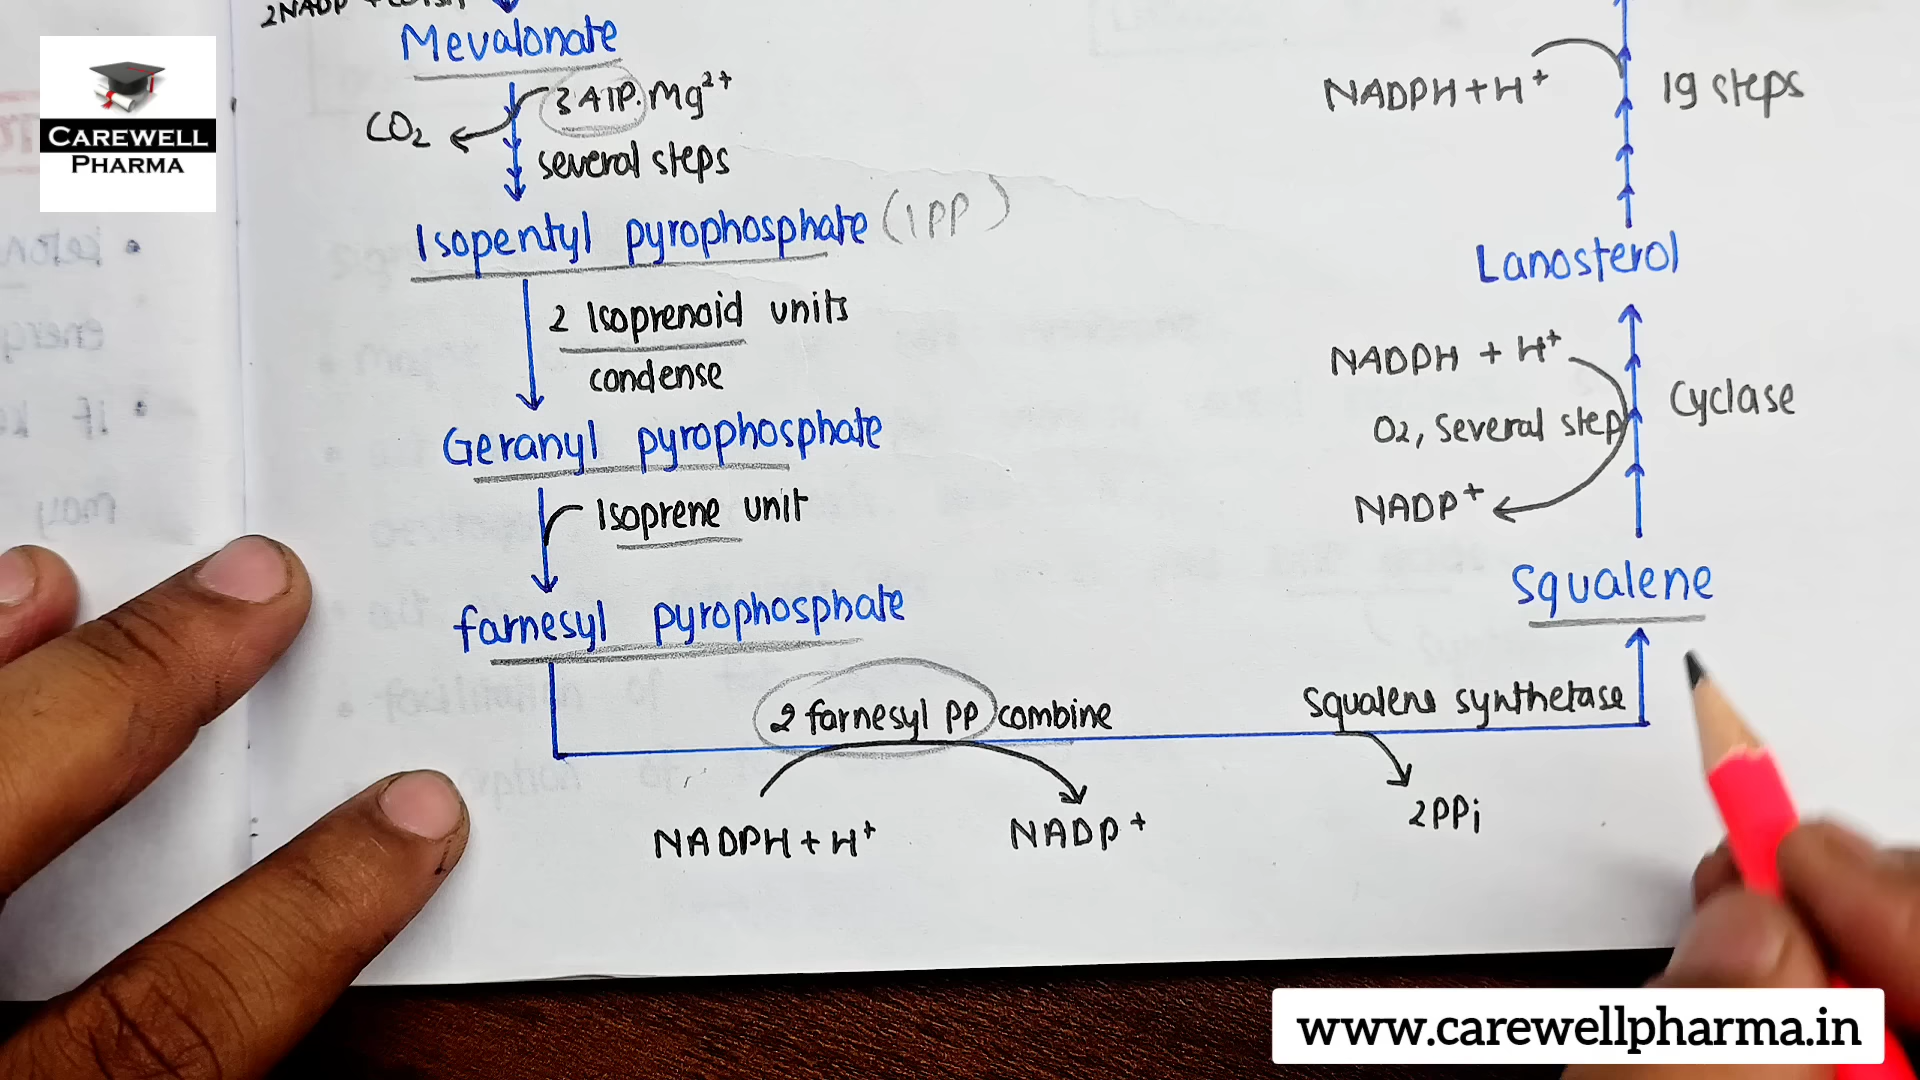 CAREWELL
PHARMA
Mevalonate
3 ATP. Mg2+
CO2
several steps
Isopentyl pyrophosphate (IPP)
2 Isoprenoid units
condense
Geranyl pyrophosphate
Isoprene unit
farnesyl pyrophosphate
2 farnesyl pp combine
NADPH + H+
NADP+
Squalene synthetase
2PPi
Squalene
NADPH + H+
O2, Several step
NADP+
Cyclase
Lanosterol
NADPH + H+
19 steps
www.carewellpharma.in